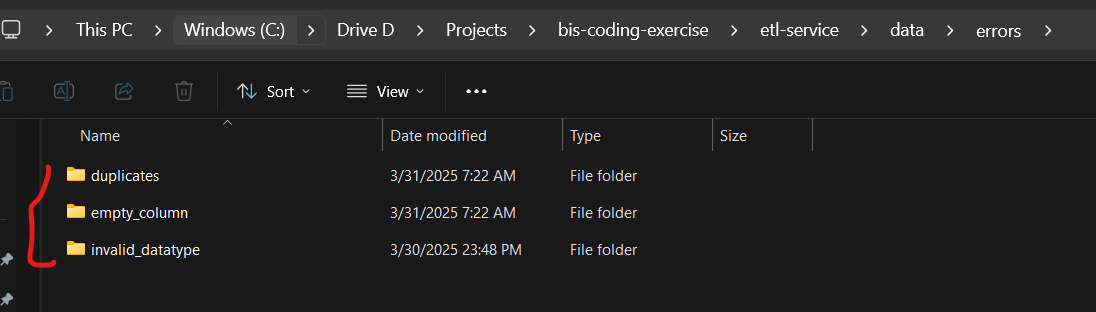 This PC > Windows (C:) > Drive D > Projects > bis-coding-exercise > etl-service > data > errors >
Sort View ...
Name Date modified Type Size
duplicates 3/31/2025 7:22 AM File folder
empty_column 3/31/2025 7:22 AM File folder
invalid_datatype 3/30/2025 23:48 PM File folder